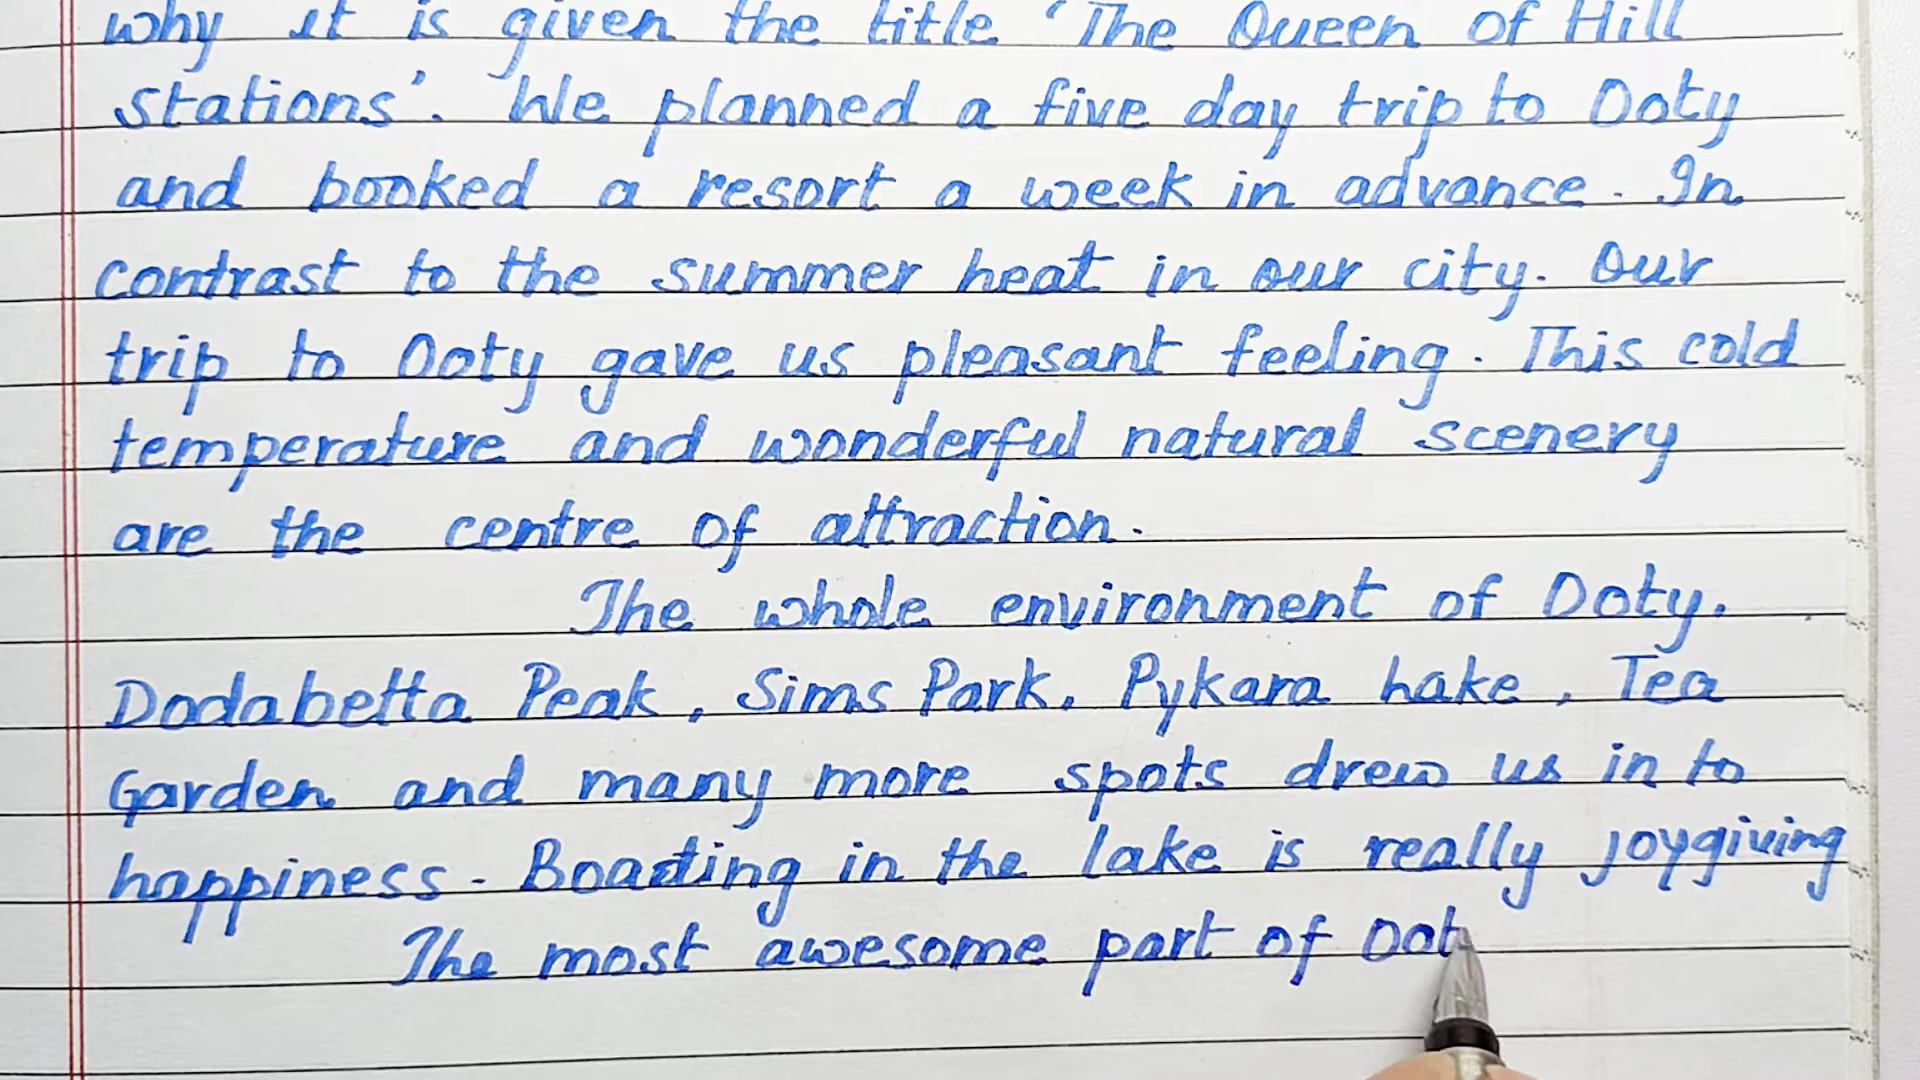 why it is given the title 'The Queen of Hill
stations'. We planned a five day trip to Ooty
and booked a resort a week in advance. In
contrast to the summer heat in our city. Our
trip to Ooty gave us pleasant feeling. This cold
temperature and wonderful natural scenery
are the centre of attraction.
The whole environment of Ooty.
Dodabetta Peak, Sims Park, Pykara Lake, Tea
Garden and many more spots drew us in to
happiness. Boating in the lake is really joygiving
The most awesome part of Oot